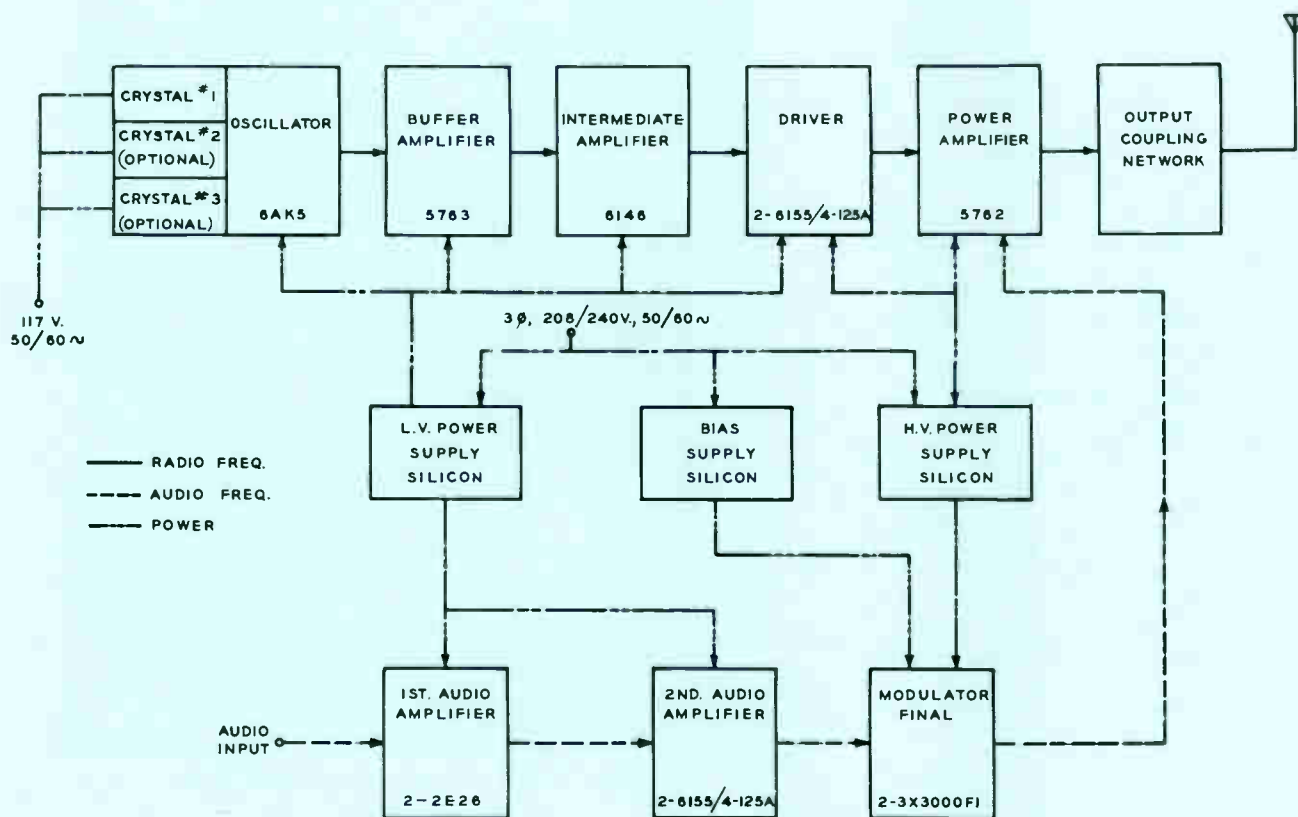 CRYSTAL #1
CRYSTAL #2
(OPTIONAL)
CRYSTAL #3
(OPTIONAL)
OSCILLATOR
6AK5
BUFFER
AMPLIFIER
5763
INTERMEDIATE
AMPLIFIER
6146
DRIVER
2-6155/4-125A
POWER
AMPLIFIER
5762
OUTPUT
COUPLING
NETWORK
117 V.
50/60~
3Ø, 208/240V., 50/60~
L.V. POWER
SUPPLY
SILICON
BIAS
SUPPLY
SILICON
H.V. POWER
SUPPLY
SILICON
RADIO FREQ.
AUDIO FREQ.
POWER
AUDIO
INPUT
1ST. AUDIO
AMPLIFIER
2-2E26
2ND. AUDIO
AMPLIFIER
2-6155/4-125A
MODULATOR
FINAL
2-3X3000F1